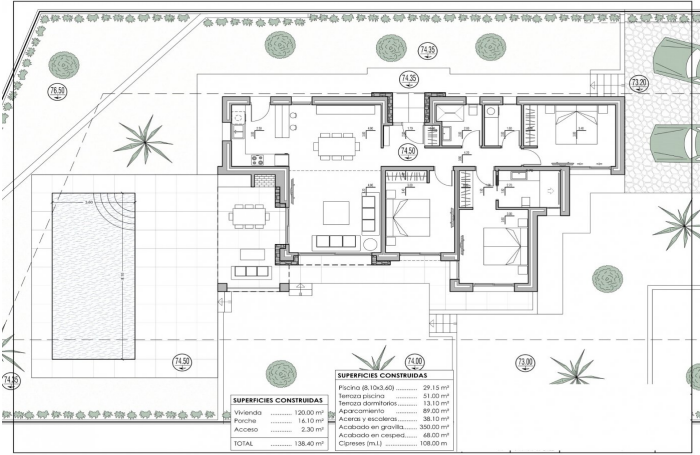 74,35
74,35
76,50
73,20
74,50
3.60
8.10
74,50
74,35
74,00
73,00
SUPERFICIES CONSTRUIDAS
Vivienda ............ 120.00 m²
Porche ............ 16.10 m²
Acceso ............ 2.30 m²
TOTAL ............ 138.40 m²
SUPERFICIES CONSTRUIDAS
Piscina (8,10x3.60) ............ 29.15 m²
Terraza piscina ............ 51.00 m²
Terraza dormitorios ............ 13.10 m²
Aparcamiento ............ 89.00 m²
Aceras y escaleras ............ 38.10 m²
Acabado en gravilla ............ 350.00 m²
Acabado en cesped ............ 68.00 m²
Cipreses (m.l.) ............ 108.00 m